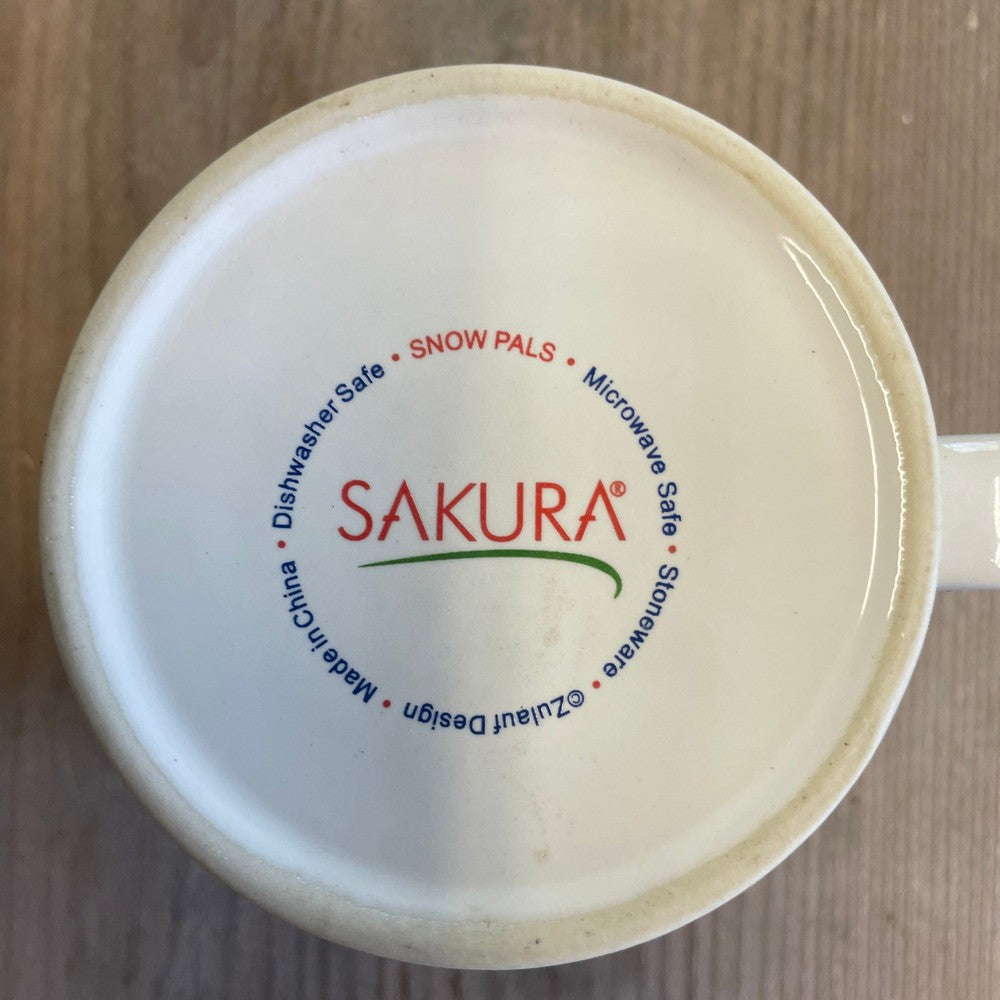 SNOW PALS • Microwave Safe • Stoneware • ©Zulauf Design • Made in China • Dishwasher Safe •
SAKURA®